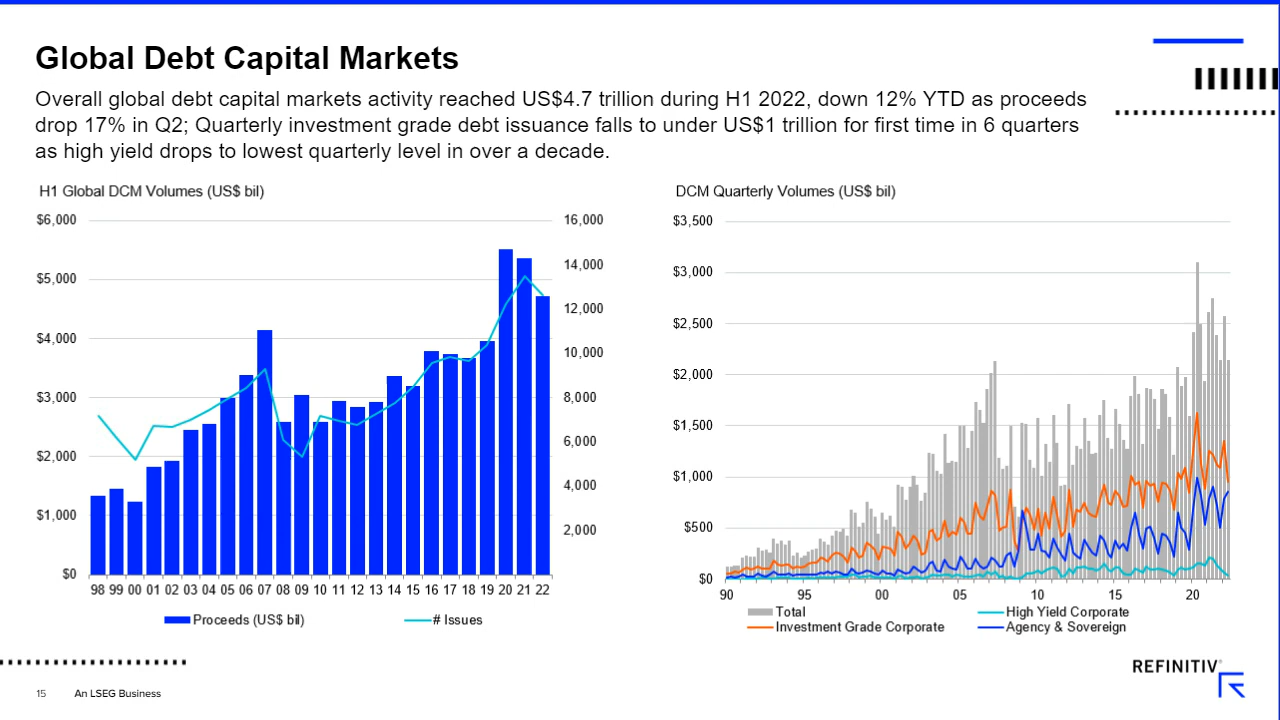 Global Debt Capital Markets
Overall global debt capital markets activity reached US$4.7 trillion during H1 2022, down 12% YTD as proceeds
drop 17% in Q2; Quarterly investment grade debt issuance falls to under US$1 trillion for first time in 6 quarters
as high yield drops to lowest quarterly level in over a decade.
H1 Global DCM Volumes (US$ bil)
$6,000
$5,000
$4,000
$3,000
$2,000
$1,000
$0
16,000
14,000
12,000
10,000
8,000
6,000
4,000
2,000
98 99 00 01 02 03 04 05 06 07 08 09 10 11 12 13 14 15 16 17 18 19 20 21 22
Proceeds (US$ bil) # Issues
DCM Quarterly Volumes (US$ bil)
$3,500
$3,000
$2,500
$2,000
$1,500
$1,000
$500
$0
90 95 00 05 10 15 20
Total High Yield Corporate
Investment Grade Corporate Agency & Sovereign
REFINITIV
15 An LSEG Business